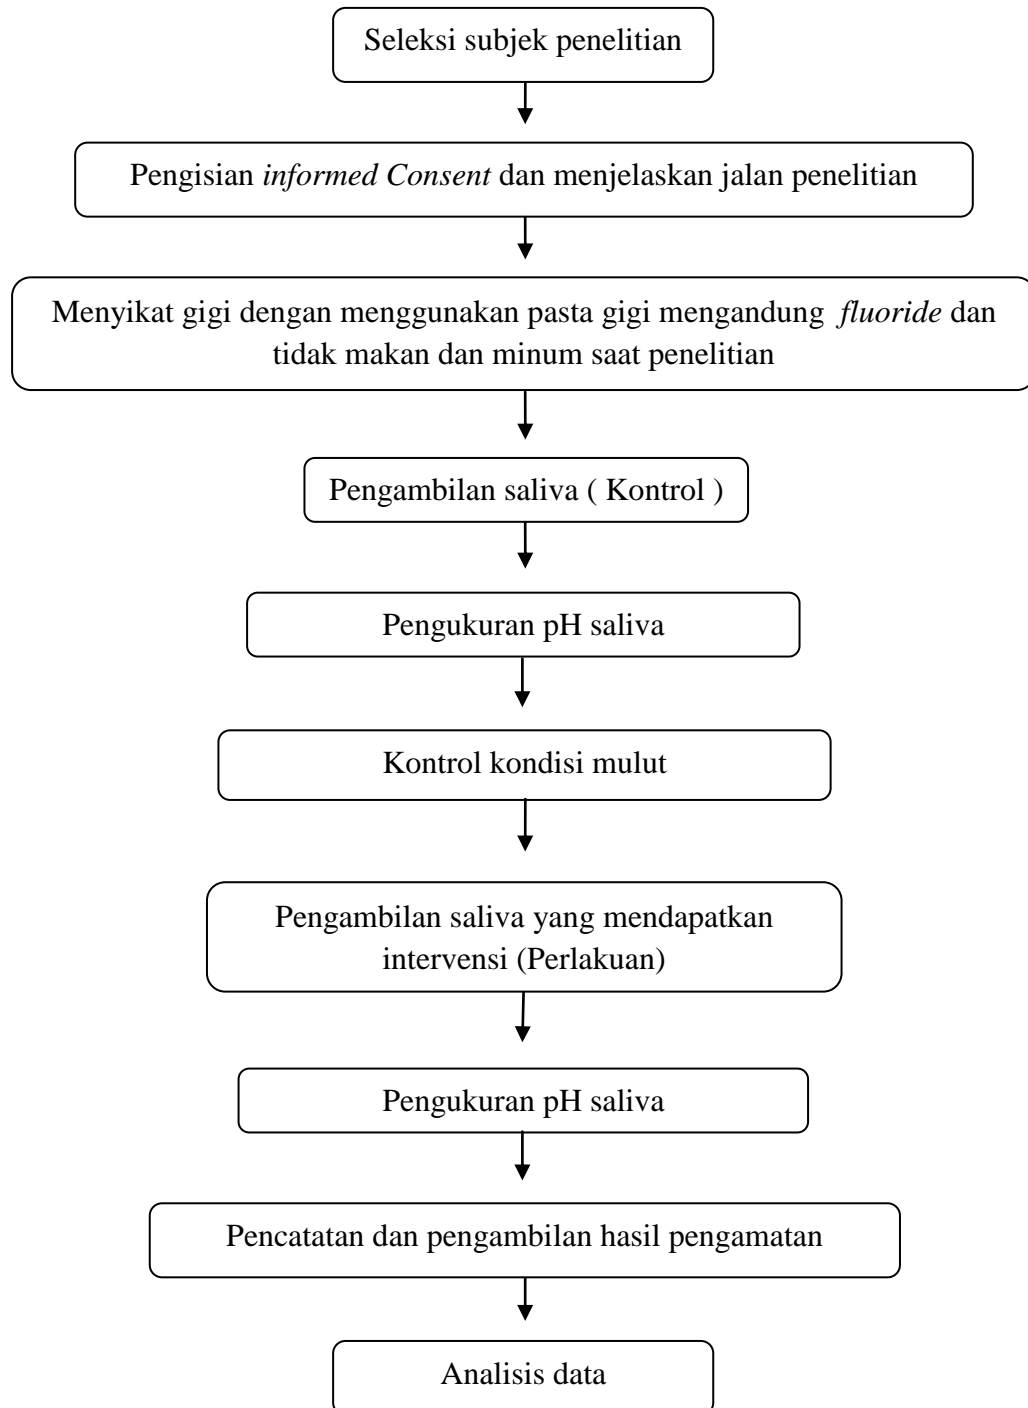 Seleksi subjek penelitian
Pengisian informed Consent dan menjelaskan jalan penelitian
Menyikat gigi dengan menggunakan pasta gigi mengandung fluoride dan
tidak makan dan minum saat penelitian
Pengambilan saliva ( Kontrol )
Pengukuran pH saliva
Kontrol kondisi mulut
Pengambilan saliva yang mendapatkan
intervensi (Perlakuan)
Pengukuran pH saliva
Pencatatan dan pengambilan hasil pengamatan
Analisis data